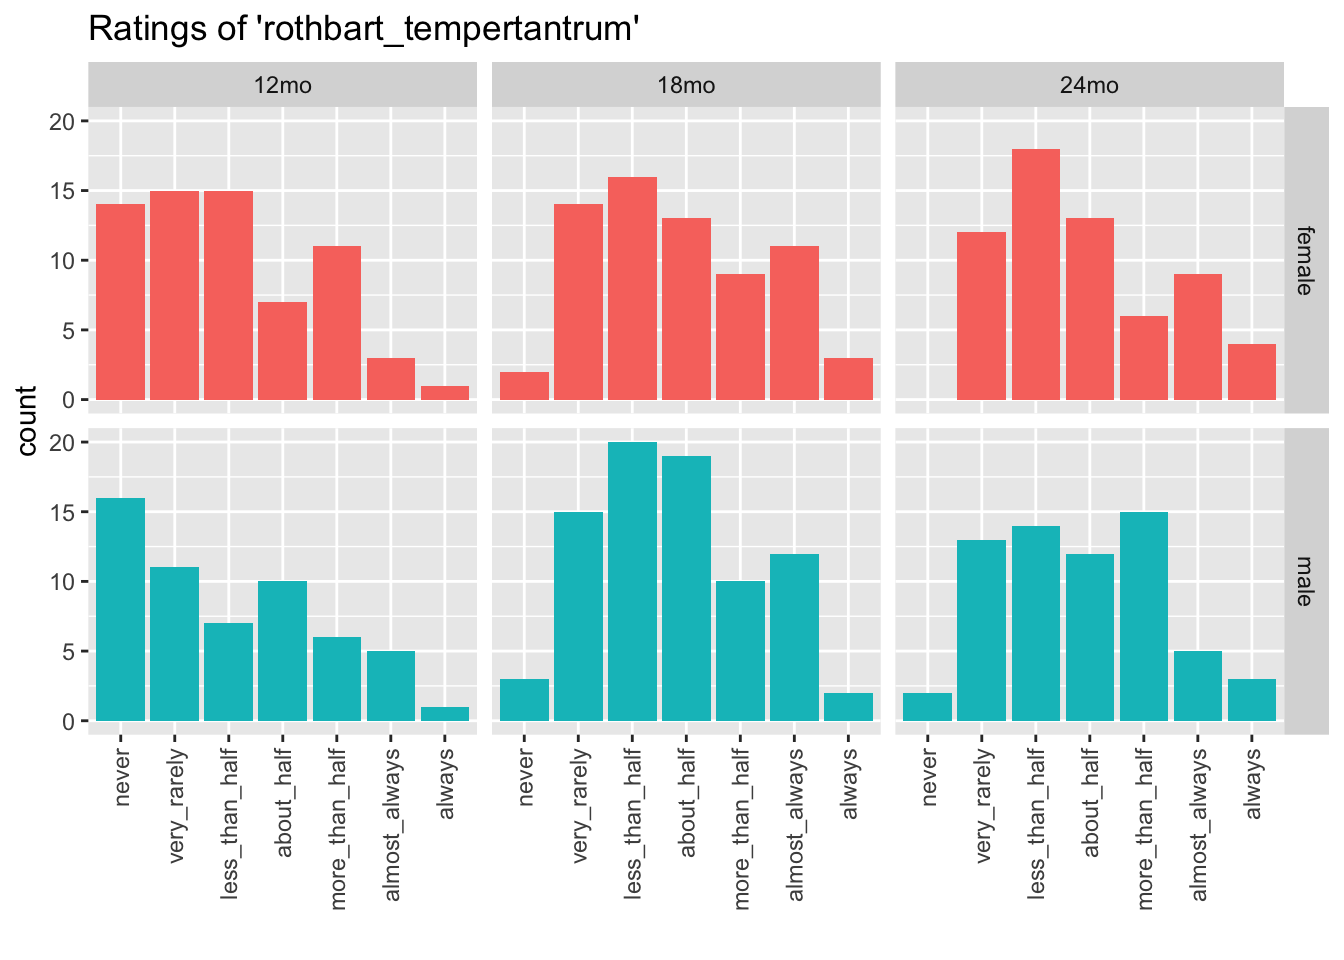 Ratings of 'rothbart_tempertantrum'
12mo 18mo 24mo
20
15
10
5
0
female
count
20
15
10
5
0
male
never very_rarely less_than_half about_half more_than_half almost_always always never very_rarely less_than_half about_half more_than_half almost_always always never very_rarely less_than_half about_half more_than_half almost_always always